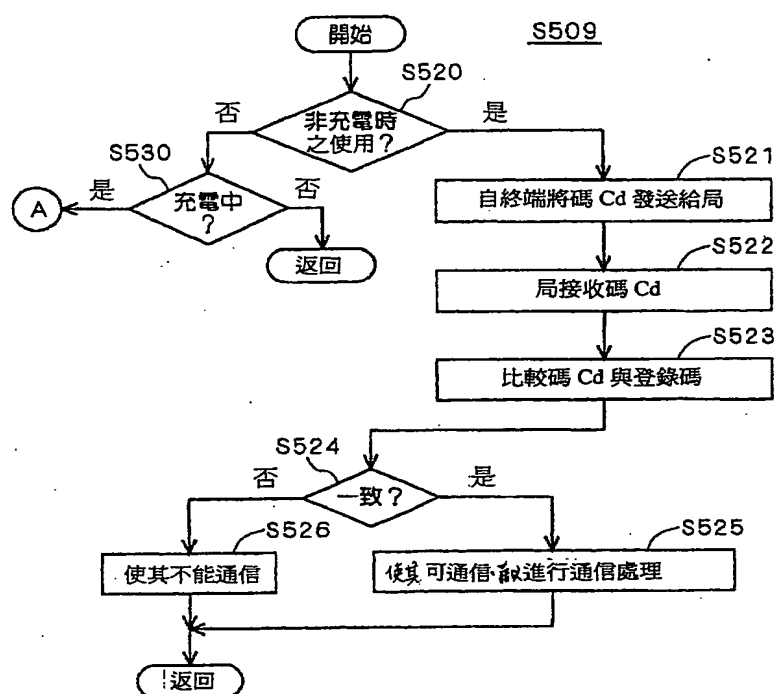 開始
S509
S520
非充電時
之使用？
否
是
S530
充電中
？
是
否
A
返回
S521
自終端將碼 Cd 發送給局
S522
局接收碼 Cd
S523
比較碼 Cd 與登錄碼
S524
一致？
否
是
S526
使其不能通信
S525
使其可通信 進行通信處理
返回